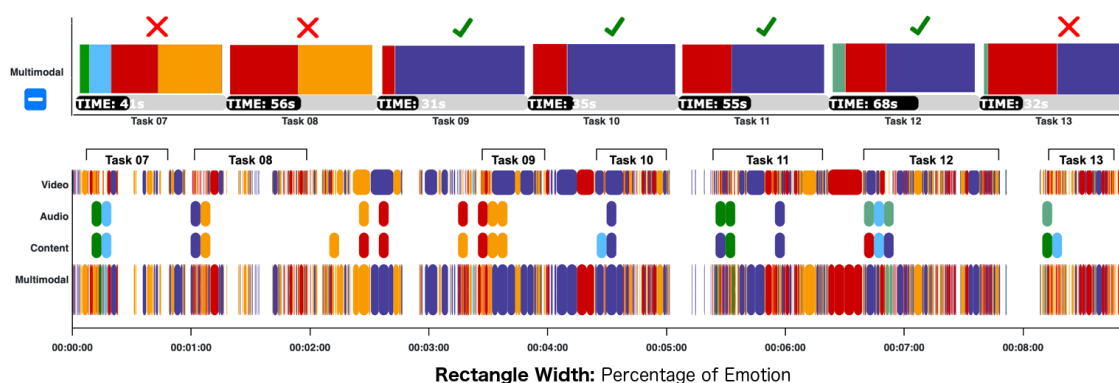 Multimodal
TIME: 41s
TIME: 56s
TIME: 31s
TIME: 35s
TIME: 55s
TIME: 68s
TIME: 32s
Task 07
Task 08
Task 09
Task 10
Task 11
Task 12
Task 13
Task 07
Task 08
Task 09
Task 10
Task 11
Task 12
Task 13
Video
Audio
Content
Multimodal
00:00:00
00:01:00
00:02:00
00:03:00
00:04:00
00:05:00
00:06:00
00:07:00
00:08:00
Rectangle Width: Percentage of Emotion